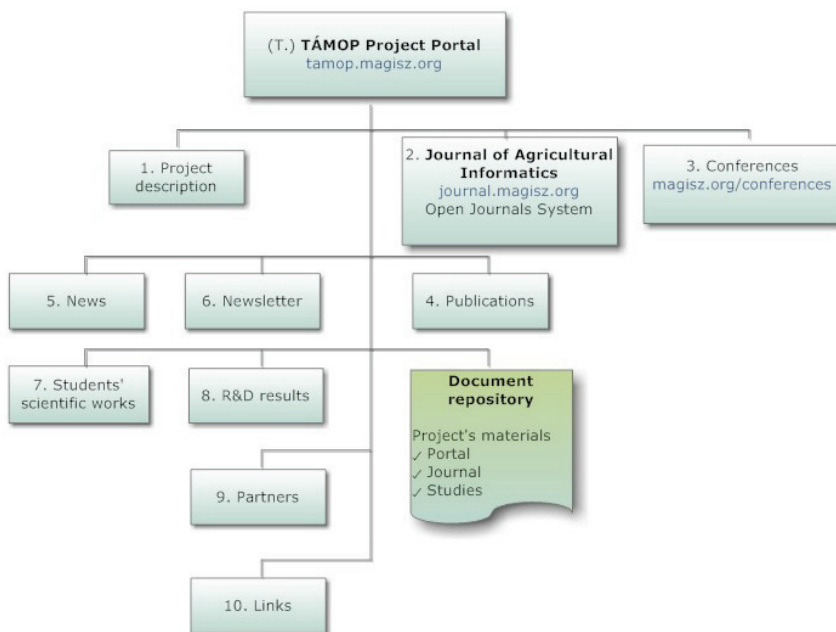 (T.) TÁMOP Project Portal
tamop.magisz.org
1. Project
description
2. Journal of Agricultural
Informatics
journal.magisz.org
Open Journals System
3. Conferences
magisz.org/conferences
5. News
6. Newsletter
4. Publications
7. Students'
scientific works
8. R&D results
Document
repository
Project's materials
✓ Portal
✓ Journal
✓ Studies
9. Partners
10. Links